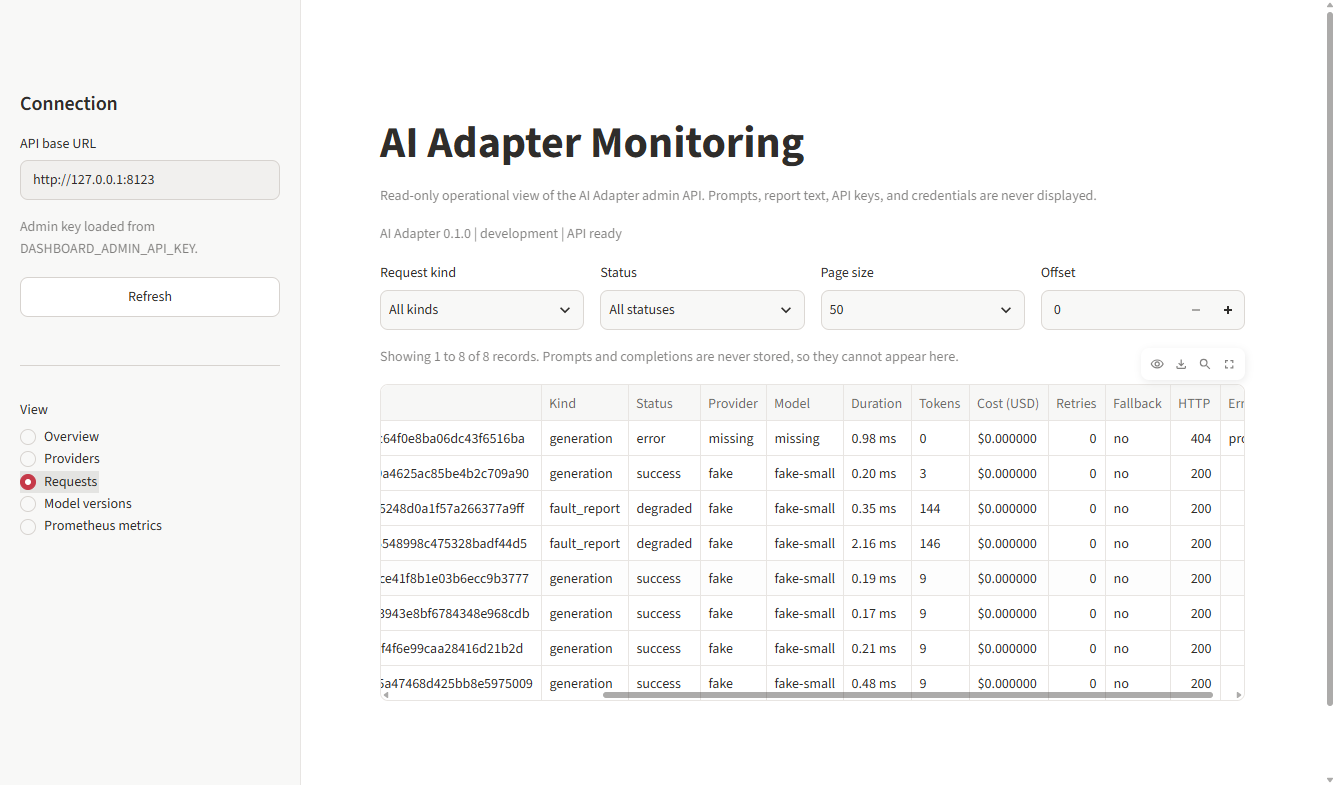 Connection
API base URL
http://127.0.0.1:8123
Admin key loaded from
DASHBOARD_ADMIN_API_KEY.
Refresh
View
Overview
Providers
Requests
Model versions
Prometheus metrics
AI Adapter Monitoring
Read-only operational view of the AI Adapter admin API. Prompts, report text, API keys, and credentials are never displayed.
AI Adapter 0.1.0 | development | API ready
Request kind Status Page size Offset
All kinds All statuses 50 0
Showing 1 to 8 of 8 records. Prompts and completions are never stored, so they cannot appear here.
Kind Status Provider Model Duration Tokens Cost (USD) Retries Fallback HTTP Err
:64f0e8ba06dc43f6516ba generation error missing missing 0.98 ms 0 $0.000000 0 no 404 pro
a4625ac85be4b2c709a90 generation success fake fake-small 0.20 ms 3 $0.000000 0 no 200
5248d0a1f57a266377a9ff fault_report degraded fake fake-small 0.35 ms 144 $0.000000 0 no 200
548998c475328badf44d5 fault_report degraded fake fake-small 2.16 ms 146 $0.000000 0 no 200
ce41f8b1e03b6ecc9b3777 generation success fake fake-small 0.19 ms 9 $0.000000 0 no 200
3943e8bf6784348e968cdb generation success fake fake-small 0.17 ms 9 $0.000000 0 no 200
f4f6e99caa28416d21b2d generation success fake fake-small 0.21 ms 9 $0.000000 0 no 200
5a47468d425bb8e5975009 generation success fake fake-small 0.48 ms 9 $0.000000 0 no 200